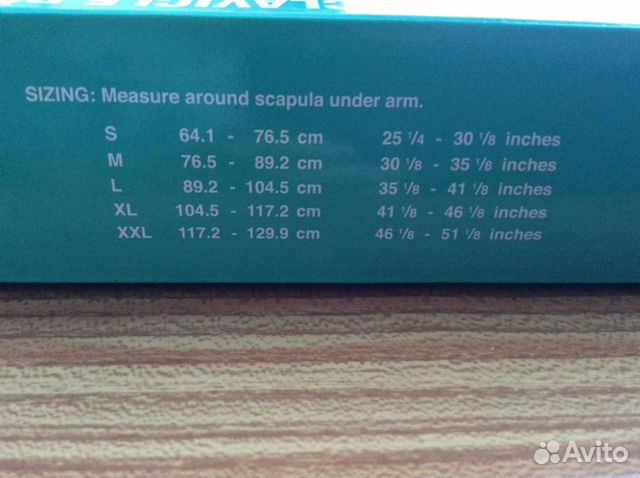 SIZING: Measure around scapula under arm.
S 64.1 - 76.5 cm 25 1/4 - 30 1/8 inches
M 76.5 - 89.2 cm 30 1/8 - 35 1/8 inches
L 89.2 - 104.5 cm 35 1/8 - 41 1/8 inches
XL 104.5 - 117.2 cm 41 1/8 - 46 1/8 inches
XXL 117.2 - 129.9 cm 46 1/8 - 51 1/8 inches
Avito